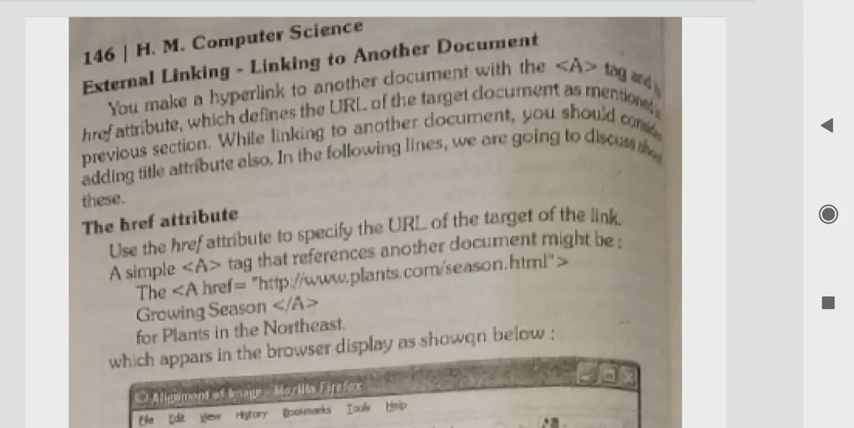 146 | H. M. Computer Science
External Linking - Linking to Another Document
You make a hyperlink to another document with the <A> tag and
href attribute, which defines the URL of the target document as mentioned
previous section. While linking to another document, you should consider
adding title attribute also. In the following lines, we are going to discuss about
these.
The href attribute
Use the href attribute to specify the URL of the target of the link.
A simple <A> tag that references another document might be :
The <A href= "http://www.plants.com/season.html">
Growing Season </A>
for Plants in the Northeast.
which appars in the browser display as showqn below :
Alignment of Image - Mozilla Firefox
File Edit View History Bookmarks Tools Help